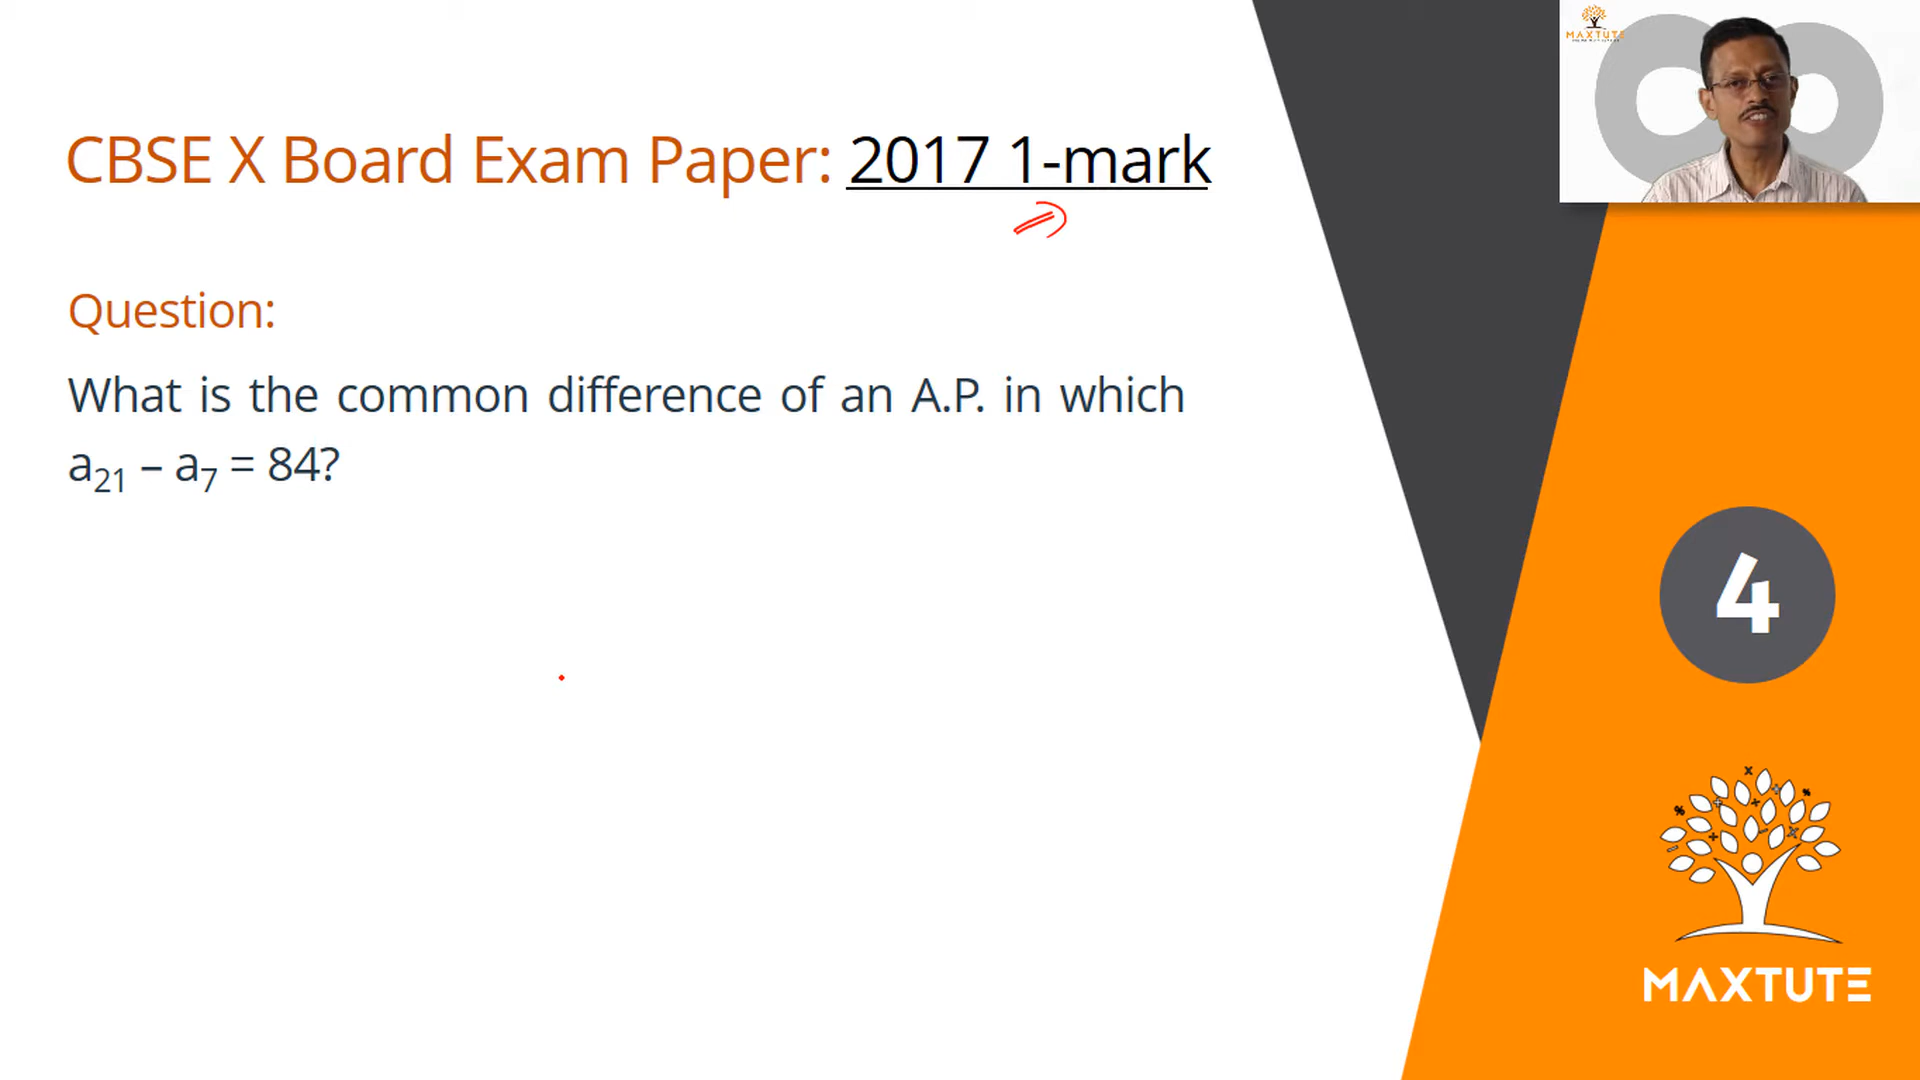 MAXTUTE
CBSE X Board Exam Paper: 2017 1-mark
Question:
What is the common difference of an A.P. in which
a₂₁ – a₇ = 84?
4
MAXTUTE